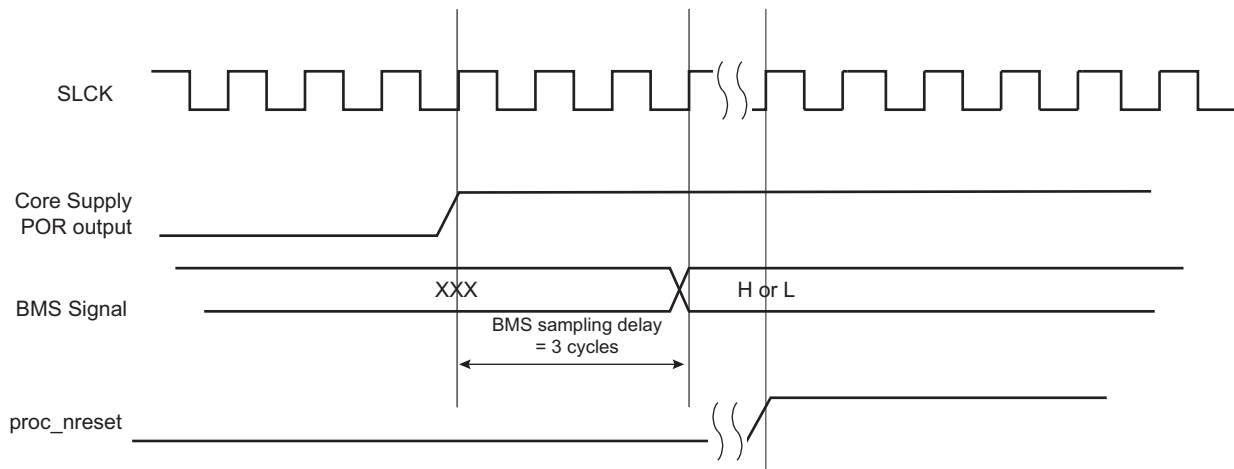 SLCK
Core Supply
POR output
BMS Signal
XXX
H or L
BMS sampling delay
= 3 cycles
proc_nreset